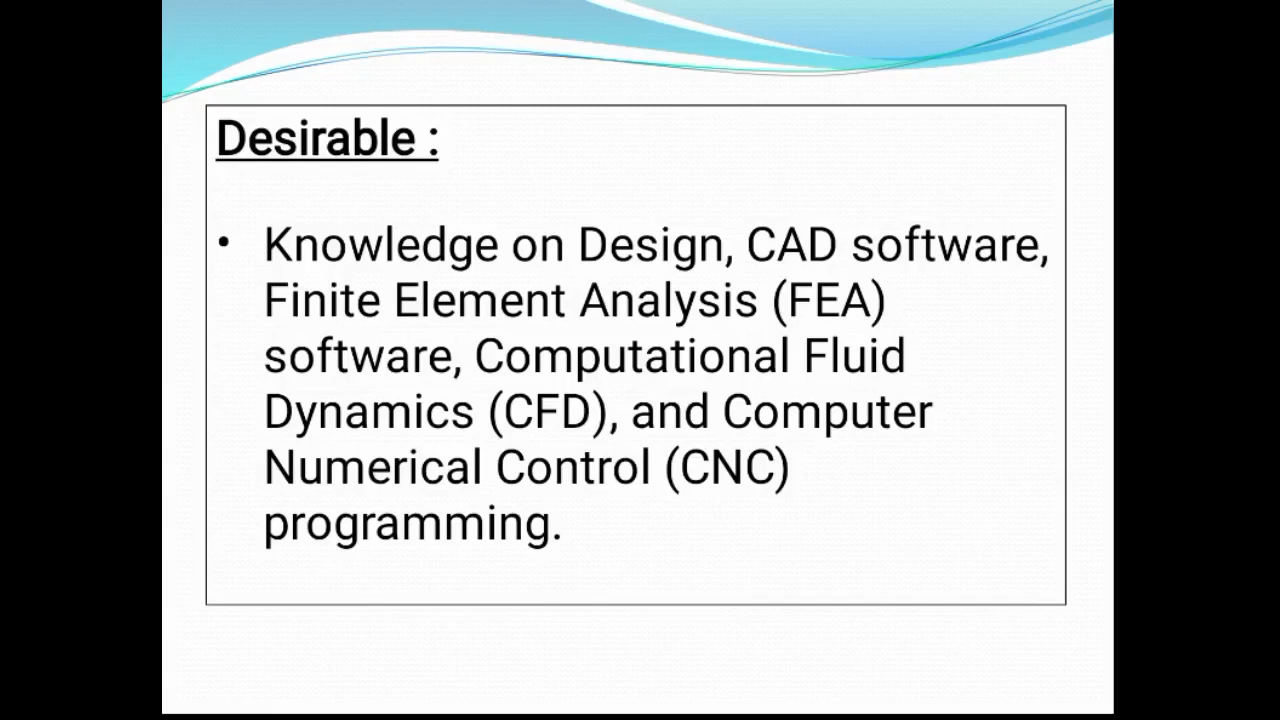 Desirable :
• Knowledge on Design, CAD software,
Finite Element Analysis (FEA)
software, Computational Fluid
Dynamics (CFD), and Computer
Numerical Control (CNC)
programming.